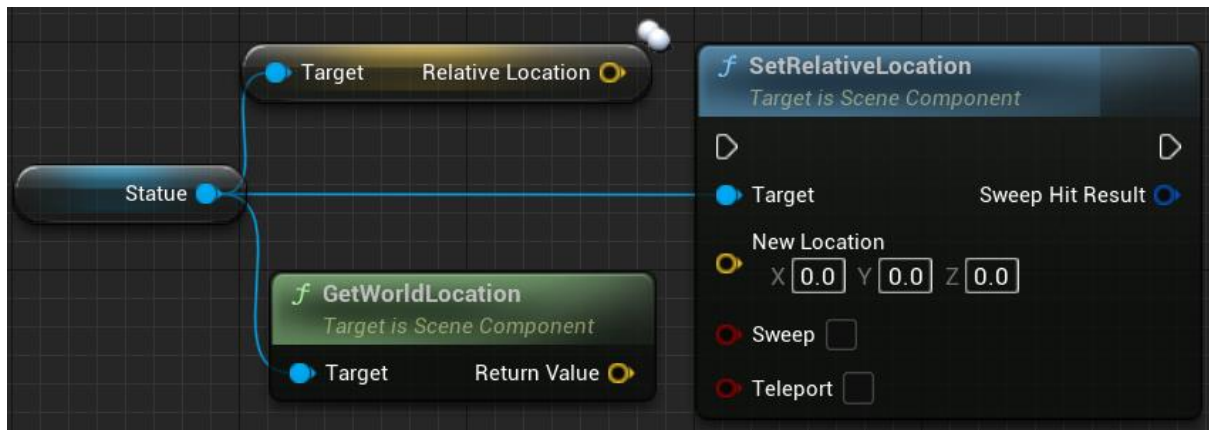 Target Relative Location
f SetRelativeLocation
Target is Scene Component
Statue
Target Sweep Hit Result
New Location
X 0.0 Y 0.0 Z 0.0
Sweep
Teleport
f GetWorldLocation
Target is Scene Component
Target Return Value